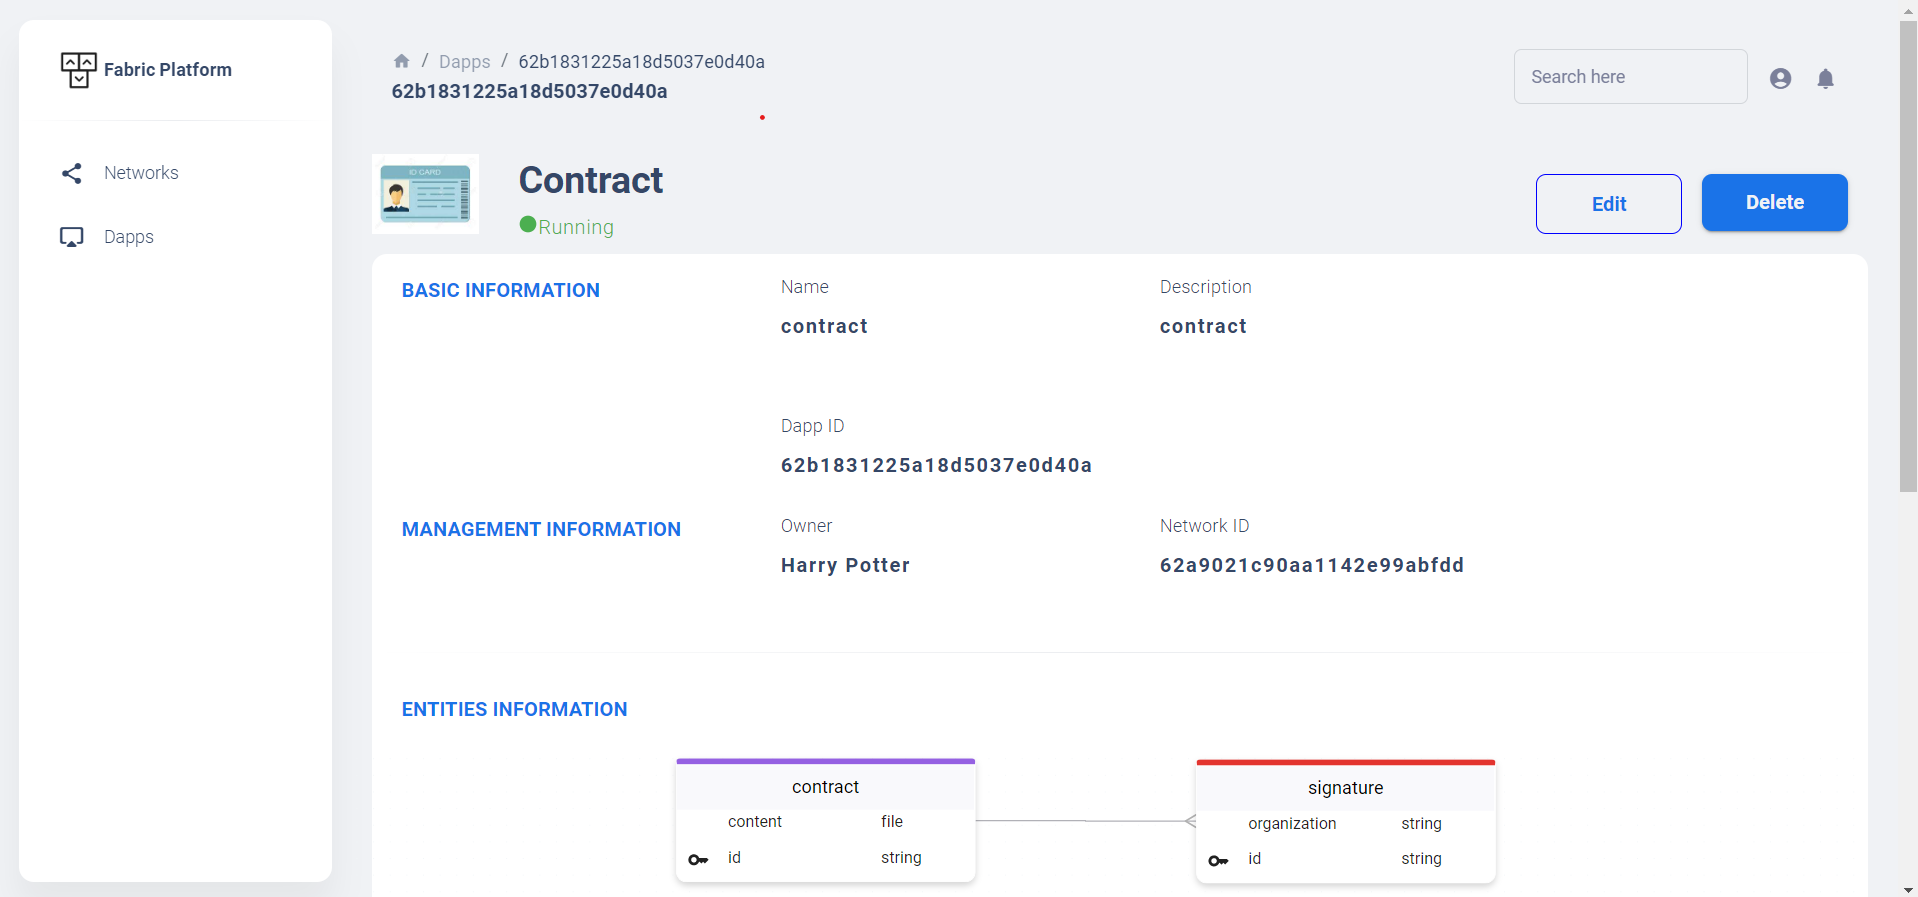 Fabric Platform
Networks
Dapps
/ Dapps / 62b1831225a18d5037e0d40a
62b1831225a18d5037e0d40a
Search here
ID CARD
Contract
Running
Edit
Delete
BASIC INFORMATION
Name
contract
Description
contract
Dapp ID
62b1831225a18d5037e0d40a
MANAGEMENT INFORMATION
Owner
Harry Potter
Network ID
62a9021c90aa1142e99abfdd
ENTITIES INFORMATION
contract
content file
id string
signature
organization string
id string